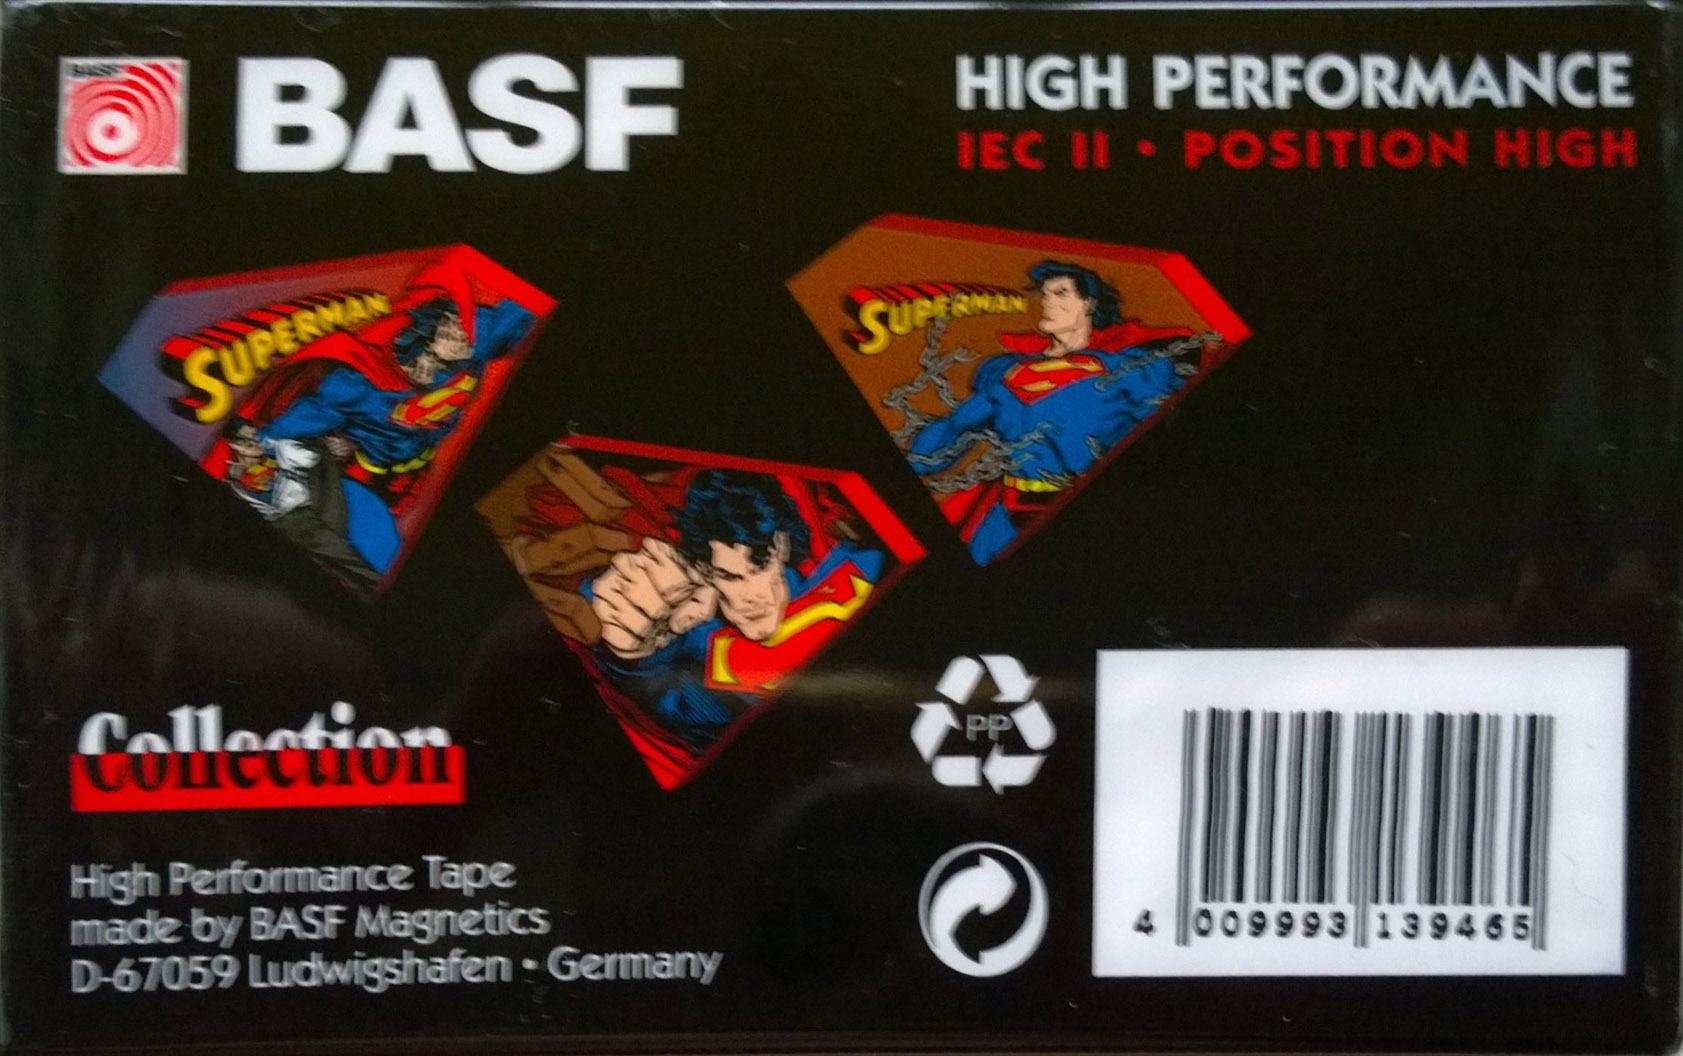 BASF
BASF
HIGH PERFORMANCE
IEC II • POSITION HIGH
SUPERMAN
SUPERMAN
Collection
PP
High Performance Tape
made by BASF Magnetics
D-67059 Ludwigshafen • Germany
4 009993 139465